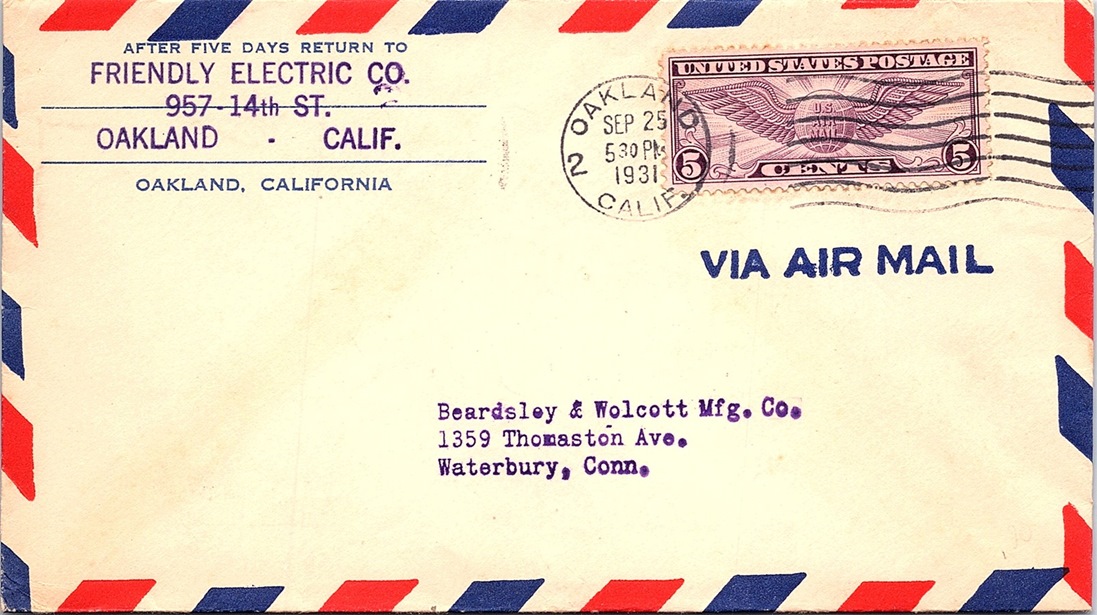 AFTER FIVE DAYS RETURN TO
FRIENDLY ELECTRIC CO.
957-14th ST.
OAKLAND - CALIF.
OAKLAND, CALIFORNIA
OAKLAND
SEP 25
5 30 PM
1931
CALIF.
2
1
UNITED STATES POSTAGE
U.S.
AIR
MAIL
5 CENTS 5
VIA AIR MAIL
Beardsley & Wolcott Mfg. Co.
1359 Thomaston Ave.
Waterbury, Conn.